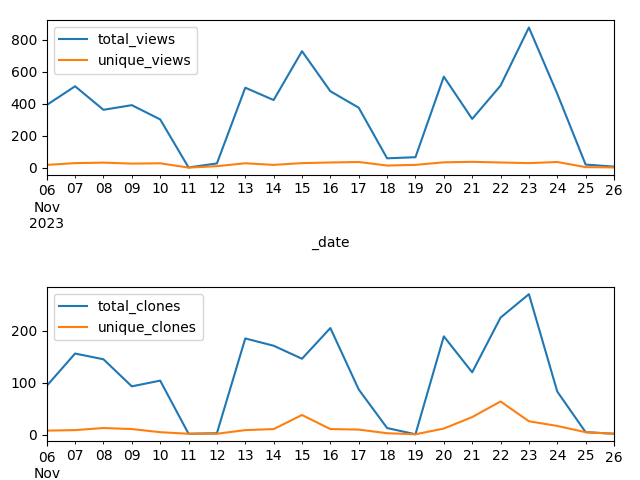 800
600
400
200
0
total_views
unique_views
06 07 08 09 10 11 12 13 14 15 16 17 18 19 20 21 22 23 24 25 26
Nov
2023
_date
200
100
0
total_clones
unique_clones
06 07 08 09 10 11 12 13 14 15 16 17 18 19 20 21 22 23 24 25 26
Nov